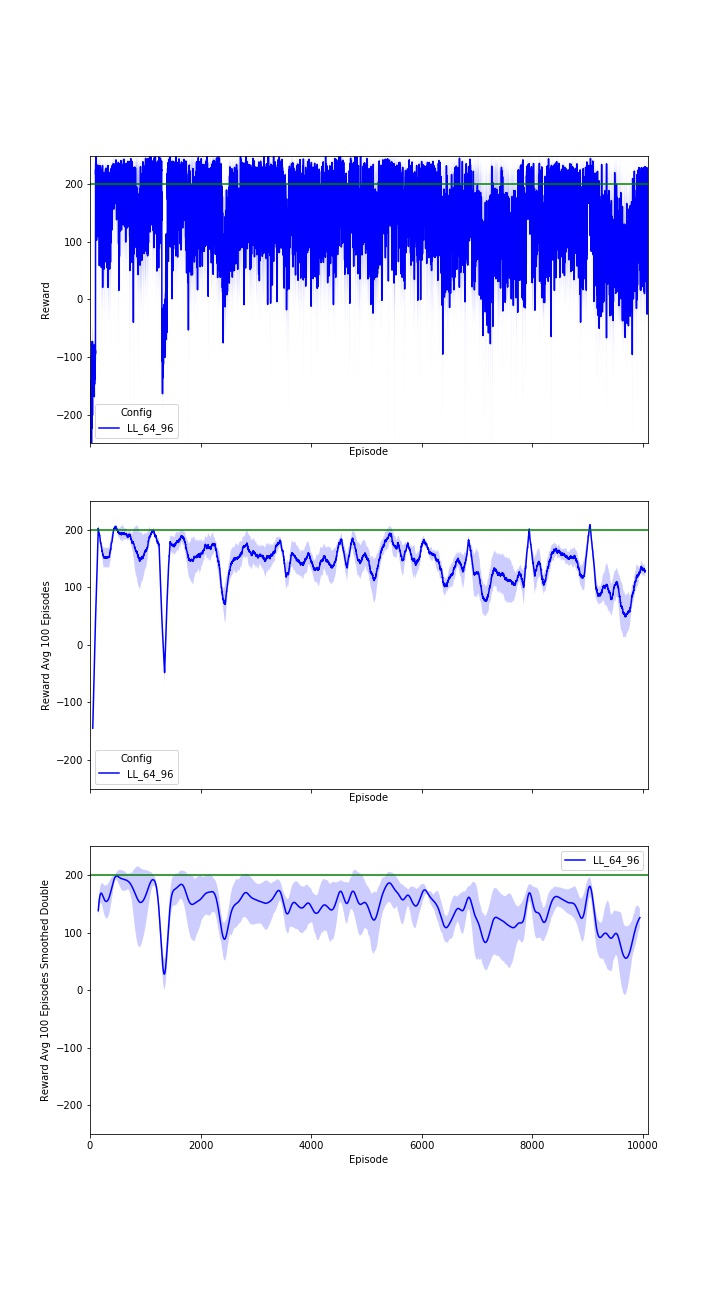 200
100
0
−100
−200
Reward
Config
LL_64_96
Episode
200
100
0
−100
−200
Reward Avg 100 Episodes
Config
LL_64_96
Episode
200
100
0
−100
−200
Reward Avg 100 Episodes Smoothed Double
LL_64_96
0 2000 4000 6000 8000 10000
Episode